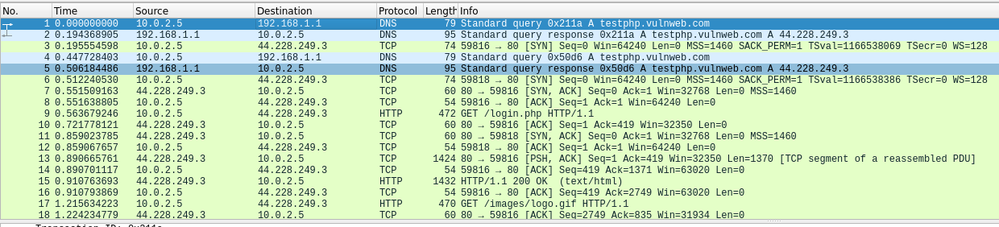 No. Time Source Destination Protocol Length Info
1 0.000000000 10.0.2.5 192.168.1.1 DNS 79 Standard query 0x211a A testphp.vulnweb.com
2 0.194368905 192.168.1.1 10.0.2.5 DNS 95 Standard query response 0x211a A testphp.vulnweb.com A 44.228.249.3
3 0.195554598 10.0.2.5 44.228.249.3 TCP 74 59816 → 80 [SYN] Seq=0 Win=64240 Len=0 MSS=1460 SACK_PERM=1 TSval=1166538069 TSecr=0 WS=128
4 0.447728403 10.0.2.5 192.168.1.1 DNS 79 Standard query 0x50d6 A testphp.vulnweb.com
5 0.506184486 192.168.1.1 10.0.2.5 DNS 95 Standard query response 0x50d6 A testphp.vulnweb.com A 44.228.249.3
6 0.512240530 10.0.2.5 44.228.249.3 TCP 74 59818 → 80 [SYN] Seq=0 Win=64240 Len=0 MSS=1460 SACK_PERM=1 TSval=1166538386 TSecr=0 WS=128
7 0.551509163 44.228.249.3 10.0.2.5 TCP 60 80 → 59816 [SYN, ACK] Seq=0 Ack=1 Win=32768 Len=0 MSS=1460
8 0.551638805 10.0.2.5 44.228.249.3 TCP 54 59816 → 80 [ACK] Seq=1 Ack=1 Win=64240 Len=0
9 0.563679246 10.0.2.5 44.228.249.3 HTTP 472 GET /login.php HTTP/1.1
10 0.721778121 44.228.249.3 10.0.2.5 TCP 60 80 → 59816 [ACK] Seq=1 Ack=419 Win=32350 Len=0
11 0.859023785 44.228.249.3 10.0.2.5 TCP 60 80 → 59818 [SYN, ACK] Seq=0 Ack=1 Win=32768 Len=0 MSS=1460
12 0.859067657 10.0.2.5 44.228.249.3 TCP 54 59818 → 80 [ACK] Seq=1 Ack=1 Win=64240 Len=0
13 0.890665761 44.228.249.3 10.0.2.5 TCP 1424 80 → 59816 [PSH, ACK] Seq=1 Ack=419 Win=32350 Len=1370 [TCP segment of a reassembled PDU]
14 0.890701117 10.0.2.5 44.228.249.3 TCP 54 59816 → 80 [ACK] Seq=419 Ack=1371 Win=63020 Len=0
15 0.910763693 44.228.249.3 10.0.2.5 HTTP 1432 HTTP/1.1 200 OK (text/html)
16 0.910793869 10.0.2.5 44.228.249.3 TCP 54 59816 → 80 [ACK] Seq=419 Ack=2749 Win=63020 Len=0
17 1.215634223 10.0.2.5 44.228.249.3 HTTP 470 GET /images/logo.gif HTTP/1.1
18 1.224234779 44.228.249.3 10.0.2.5 TCP 60 80 → 59816 [ACK] Seq=2749 Ack=835 Win=31934 Len=0